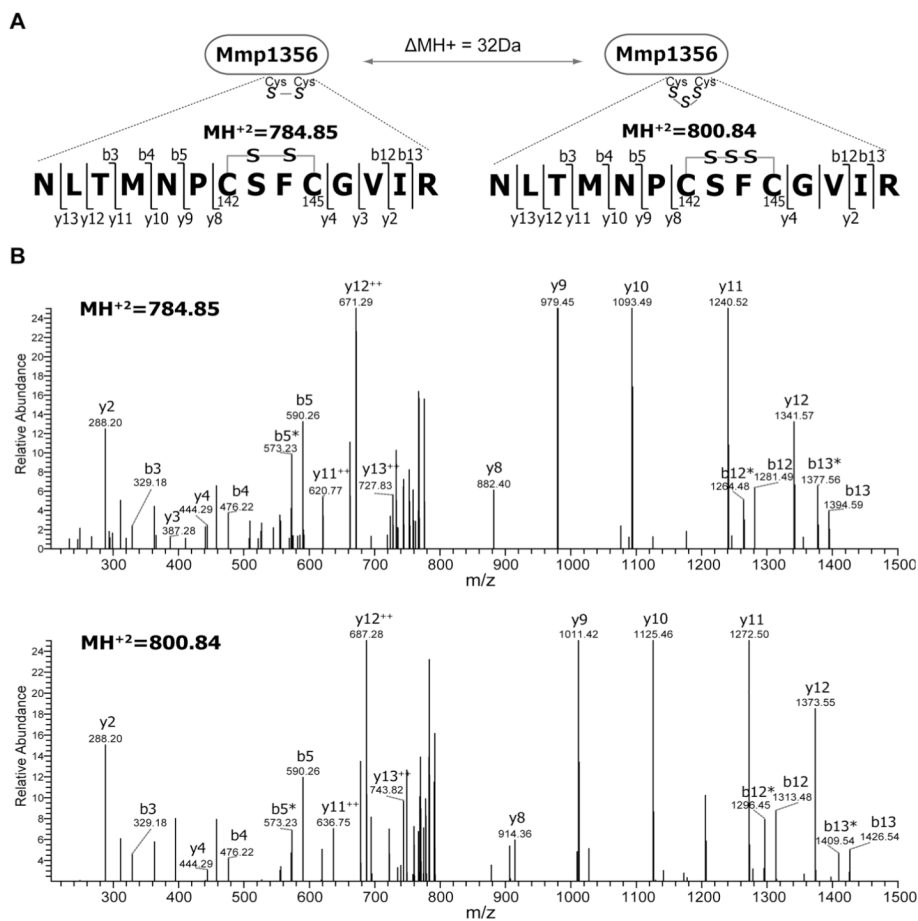 A
Mmp1356
ΔMH+ = 32Da
Mmp1356
Cys Cys
S S
Cys Cys
S S
S
MH+2=784.85
MH+2=800.84
b3 b4 b5 S S b12 b13
b3 b4 b5 S S S b12 b13
N L T M N P C S F C G V I R
N L T M N P C S F C G V I R
142 145
142 145
y13 y12 y11 y10 y9 y8 y4 y3 y2
y13 y12 y11 y10 y9 y8 y4 y2
B
MH+2=784.85
Relative Abundance
24
22
20
18
16
14
12
10
8
6
4
2
0
y2
288.20
b3
329.18
y3
387.28
y4
444.29
b4
476.22
b5*
573.23
b5
590.26
y11++
620.77
y12++
671.29
y13++
727.83
y8
882.40
y9
979.45
y10
1093.49
y11
1240.52
b12*
1264.48
b12
1281.49
y12
1341.57
b13*
1377.56
b13
1394.59
300 400 500 600 700 800 900 1000 1100 1200 1300 1400 1500
m/z
MH+2=800.84
Relative Abundance
24
22
20
18
16
14
12
10
8
6
4
y2
288.20
b3
329.18
y4
444.29
b4
476.22
b5*
573.23
b5
590.26
y11++
636.75
y12++
687.28
y13++
743.82
y8
914.36
y9
1011.42
y10
1125.46
y11
1272.50
b12*
1296.45
b12
1313.48
y12
1373.55
b13*
1409.54
b13
1426.54
300 400 500 600 700 800 900 1000 1100 1200 1300 1400 1500
m/z